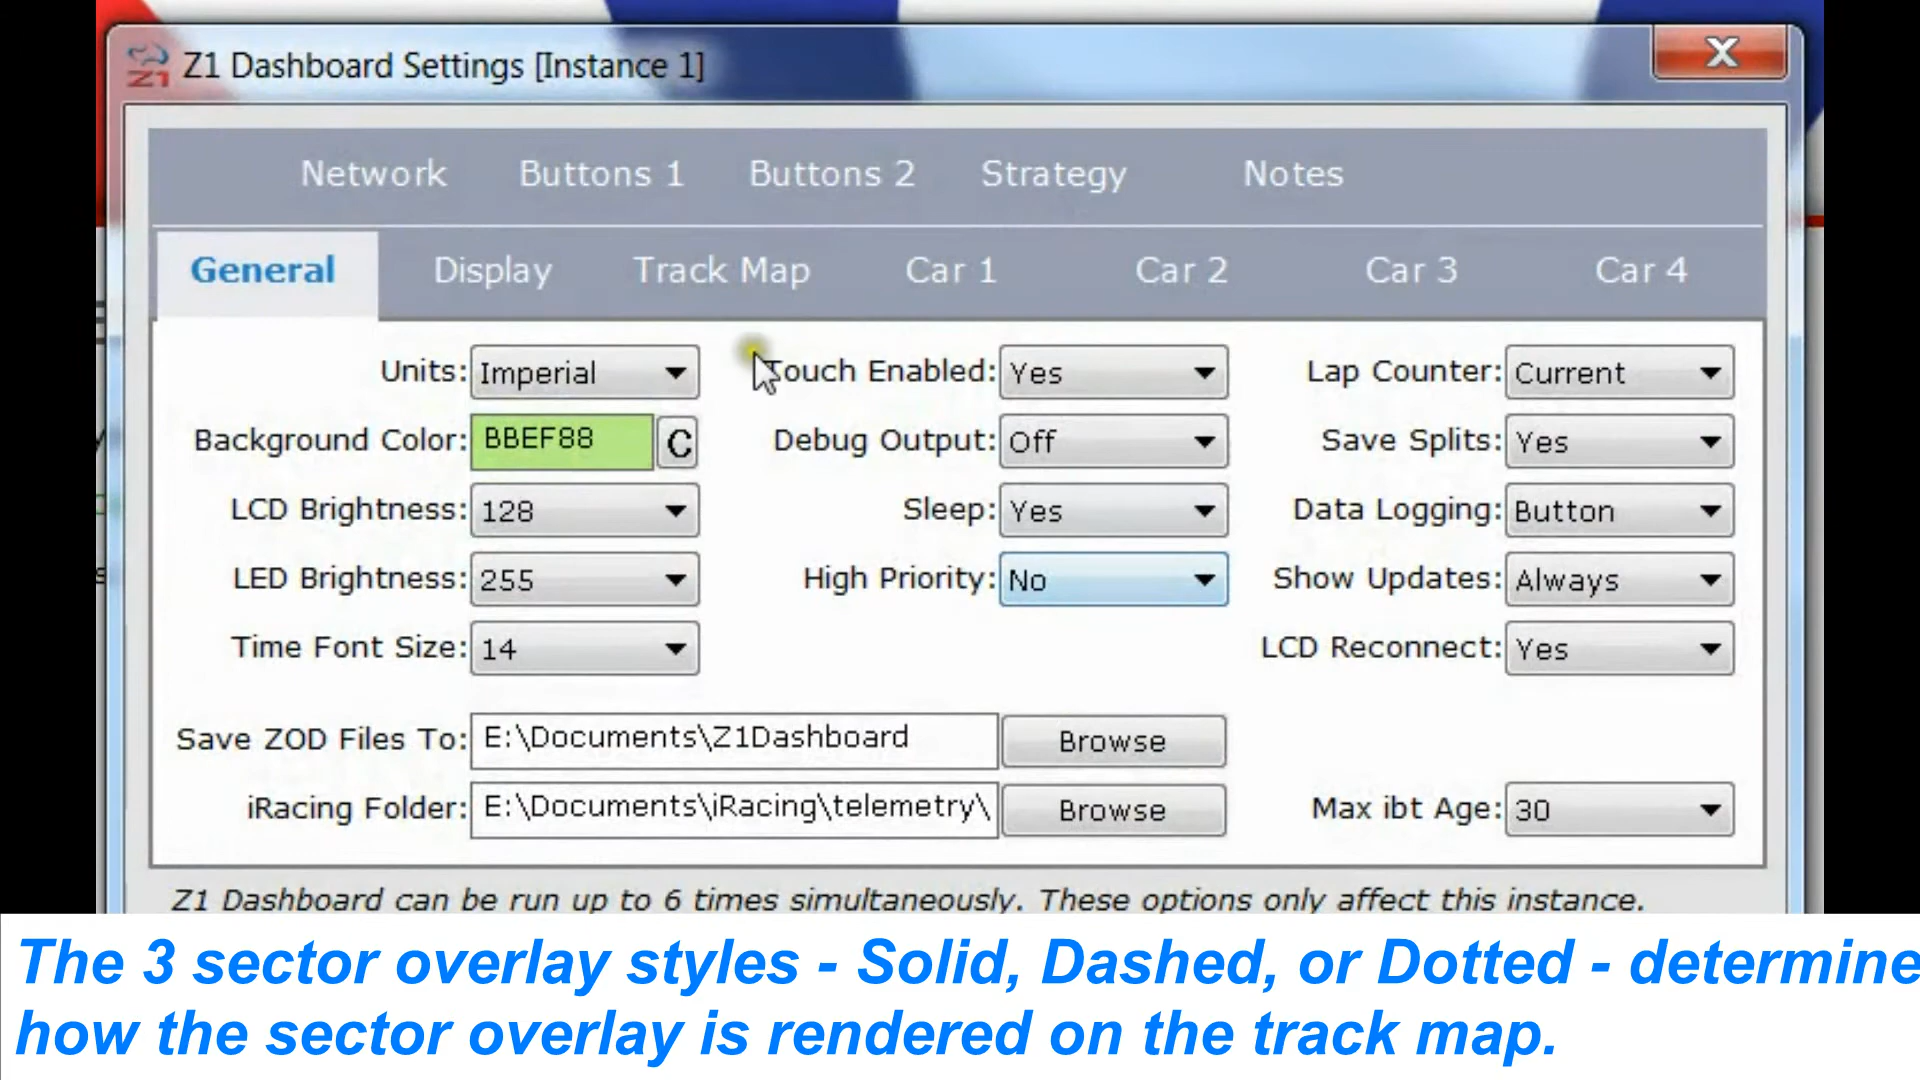 Z1 Dashboard Settings [Instance 1]
Z1
X
Network Buttons 1 Buttons 2 Strategy Notes
General Display Track Map Car 1 Car 2 Car 3 Car 4
Units: Imperial Touch Enabled: Yes Lap Counter: Current
Background Color: BBEF88 C Debug Output: Off Save Splits: Yes
LCD Brightness: 128 Sleep: Yes Data Logging: Button
LED Brightness: 255 High Priority: No Show Updates: Always
Time Font Size: 14 LCD Reconnect: Yes
Save ZOD Files To: E:\Documents\Z1Dashboard Browse
iRacing Folder: E:\Documents\iRacing\telemetry\ Browse Max ibt Age: 30
Z1 Dashboard can be run up to 6 times simultaneously. These options only affect this instance.
The 3 sector overlay styles - Solid, Dashed, or Dotted - determine
how the sector overlay is rendered on the track map.